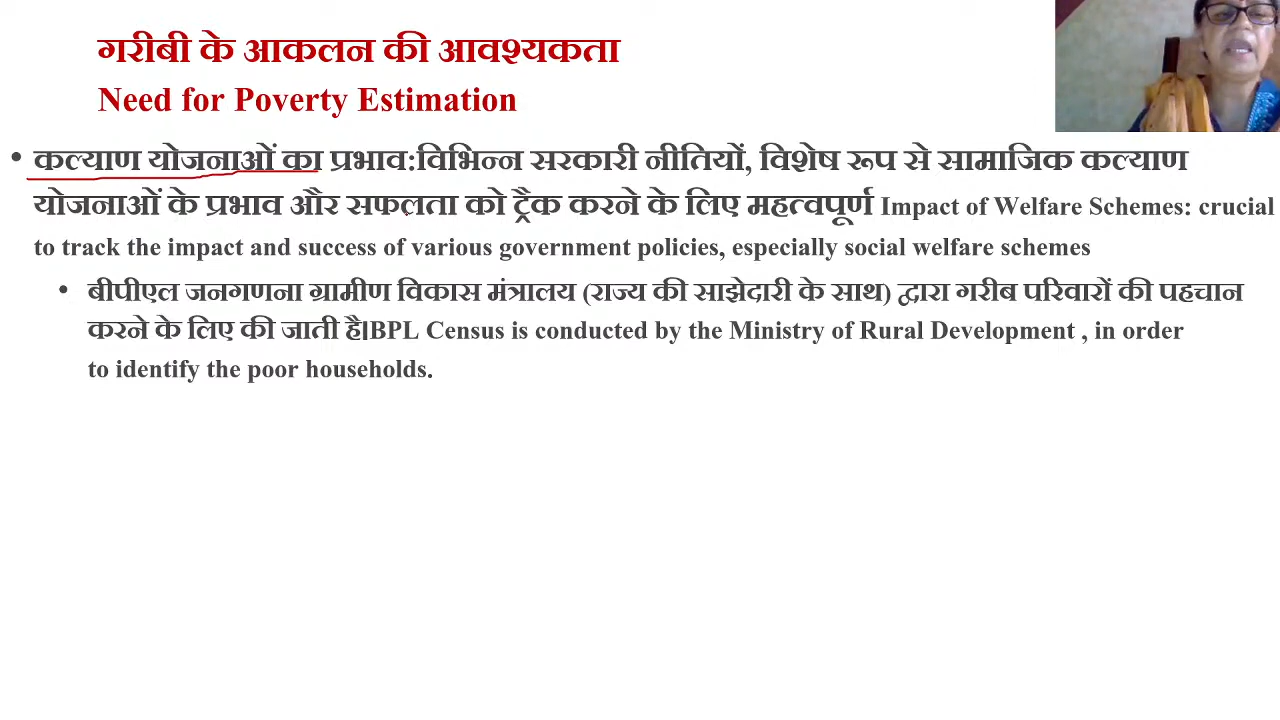 गरीबी के आकलन की आवश्यकता
Need for Poverty Estimation
• कल्याण योजनाओं का प्रभाव:विभिन्न सरकारी नीतियों, विशेष रूप से सामाजिक कल्याण
योजनाओं के प्रभाव और सफलता को ट्रैक करने के लिए महत्वपूर्ण Impact of Welfare Schemes: crucial
to track the impact and success of various government policies, especially social welfare schemes
• बीपीएल जनगणना ग्रामीण विकास मंत्रालय (राज्य की साझेदारी के साथ) द्वारा गरीब परिवारों की पहचान
करने के लिए की जाती है।BPL Census is conducted by the Ministry of Rural Development , in order
to identify the poor households.